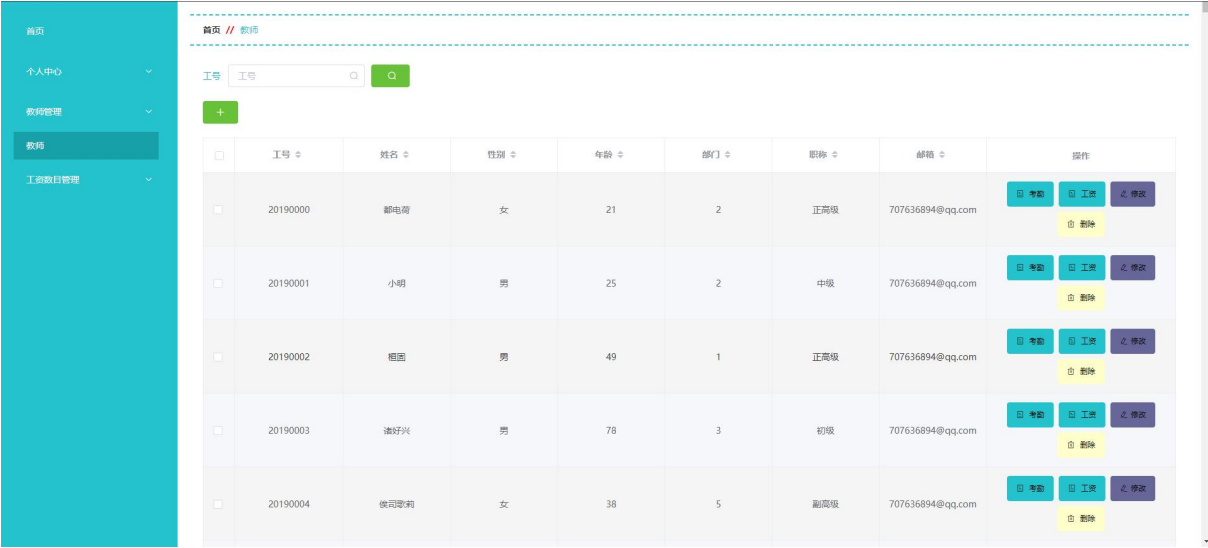 首页
个人中心
教师管理
教师
工资数目管理
首页 // 教师
工号 工号
+
工号 姓名 性别 年龄 部门 职称 邮箱 操作
20190000 都电荷 女 21 2 正高级 707636894@qq.com 考勤 工资 修改
删除
20190001 小明 男 25 2 中级 707636894@qq.com 考勤 工资 修改
删除
20190002 桓固 男 49 1 正高级 707636894@qq.com 考勤 工资 修改
删除
20190003 诸好兴 男 78 3 初级 707636894@qq.com 考勤 工资 修改
删除
20190004 俟司歌莉 女 38 5 副高级 707636894@qq.com 考勤 工资 修改
删除